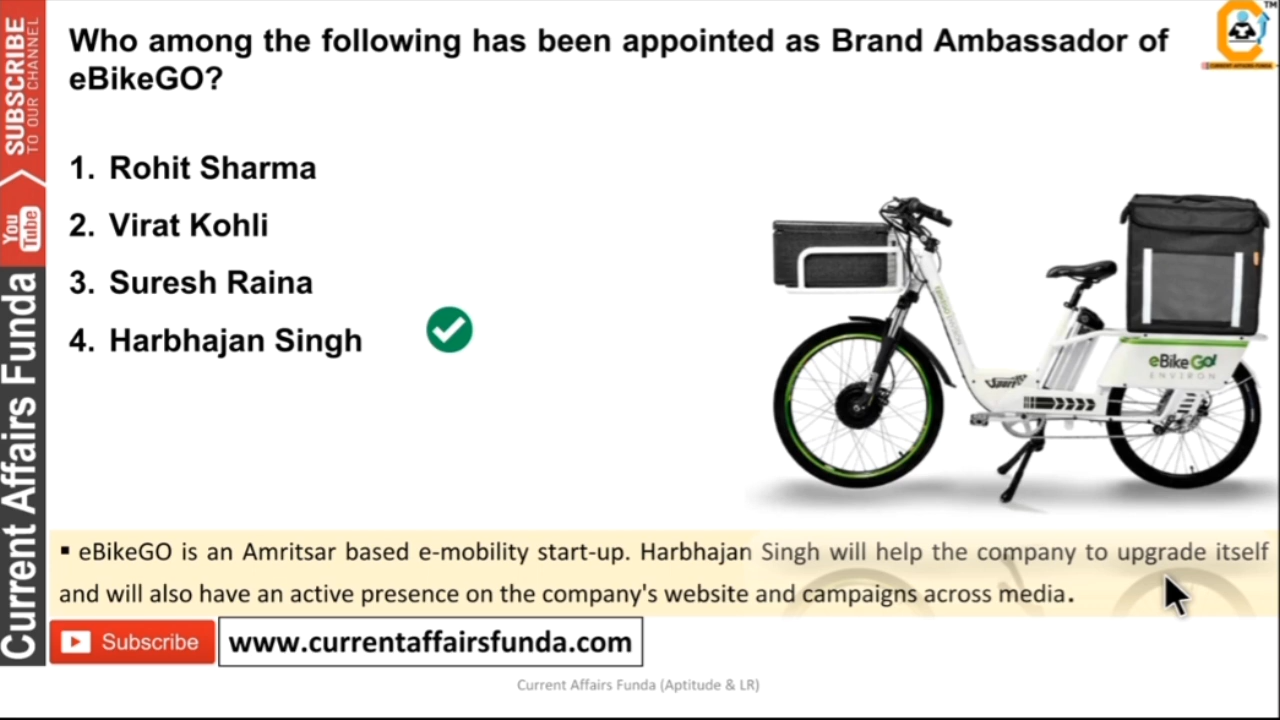 Who among the following has been appointed as Brand Ambassador of
eBikeGO?
1. Rohit Sharma
2. Virat Kohli
3. Suresh Raina
4. Harbhajan Singh
eBike Go!
ENVIRON
▪ eBikeGO is an Amritsar based e-mobility start-up. Harbhajan Singh will help the company to upgrade itself
and will also have an active presence on the company's website and campaigns across media.
Subscribe
www.currentaffairsfunda.com
Current Affairs Funda (Aptitude & LR)
SUBSCRIBE
TO OUR CHANNEL
You
Tube
Current Affairs Funda
TM
CURRENT AFFAIRS FUNDA